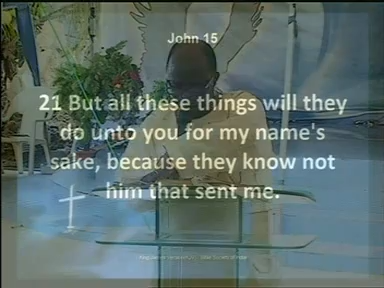 John 15
21 But all these things will they
do unto you for my name's
sake, because they know not
him that sent me.